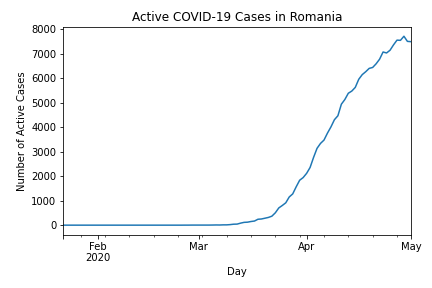 Active COVID-19 Cases in Romania
8000
7000
6000
5000
4000
3000
2000
1000
0
Number of Active Cases
Feb Mar Apr May
2020
Day